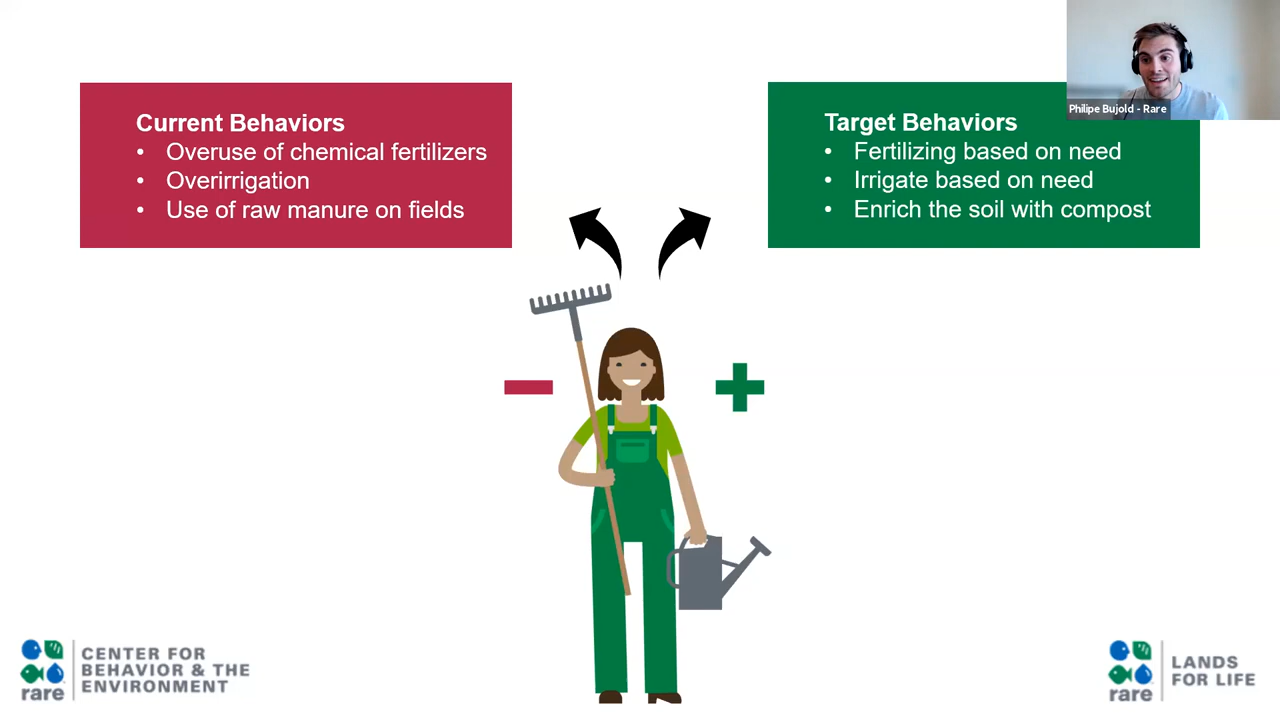 Philipe Bujold - Rare
Current Behaviors
• Overuse of chemical fertilizers
• Overirrigation
• Use of raw manure on fields
Target Behaviors
• Fertilizing based on need
• Irrigate based on need
• Enrich the soil with compost
rare
CENTER FOR
BEHAVIOR & THE
ENVIRONMENT
rare
LANDS
FOR LIFE